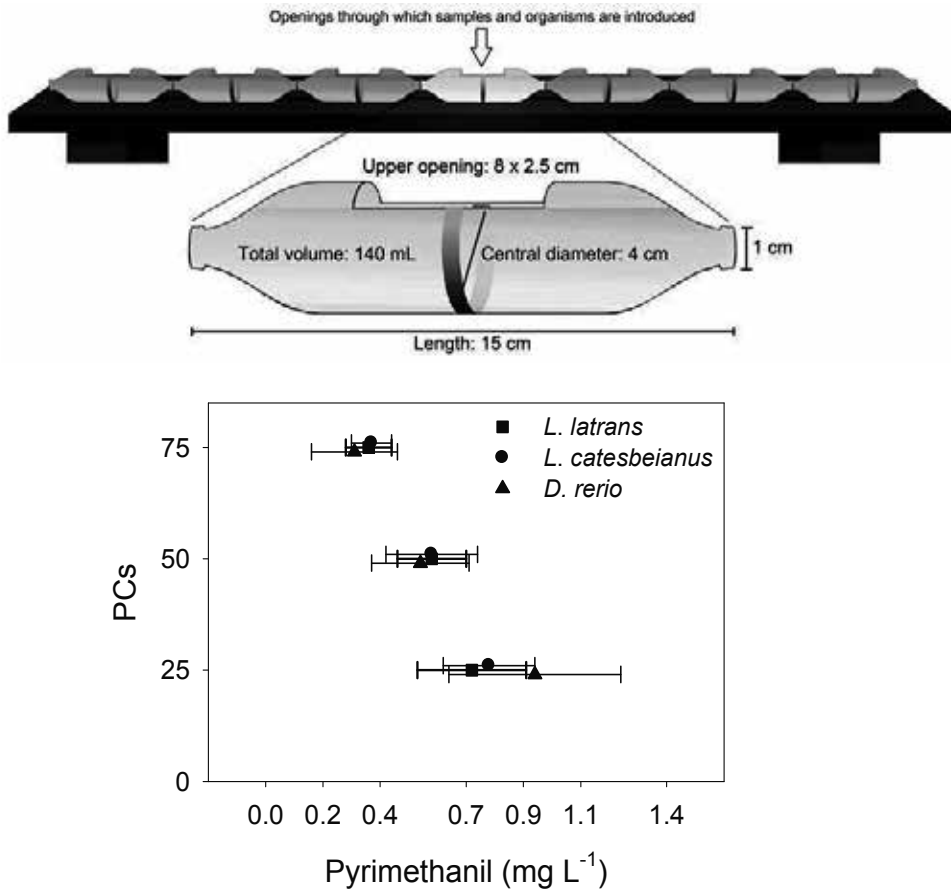 Openings through which samples and organisms are introduced
Upper opening: 8 x 2.5 cm
Total volume: 140 mL
Central diameter: 4 cm
1 cm
Length: 15 cm
L. latrans
L. catesbeianus
D. rerio
PCs
75
50
25
0
0.0 0.2 0.4 0.7 0.9 1.1 1.4
Pyrimethanil (mg L⁻¹)